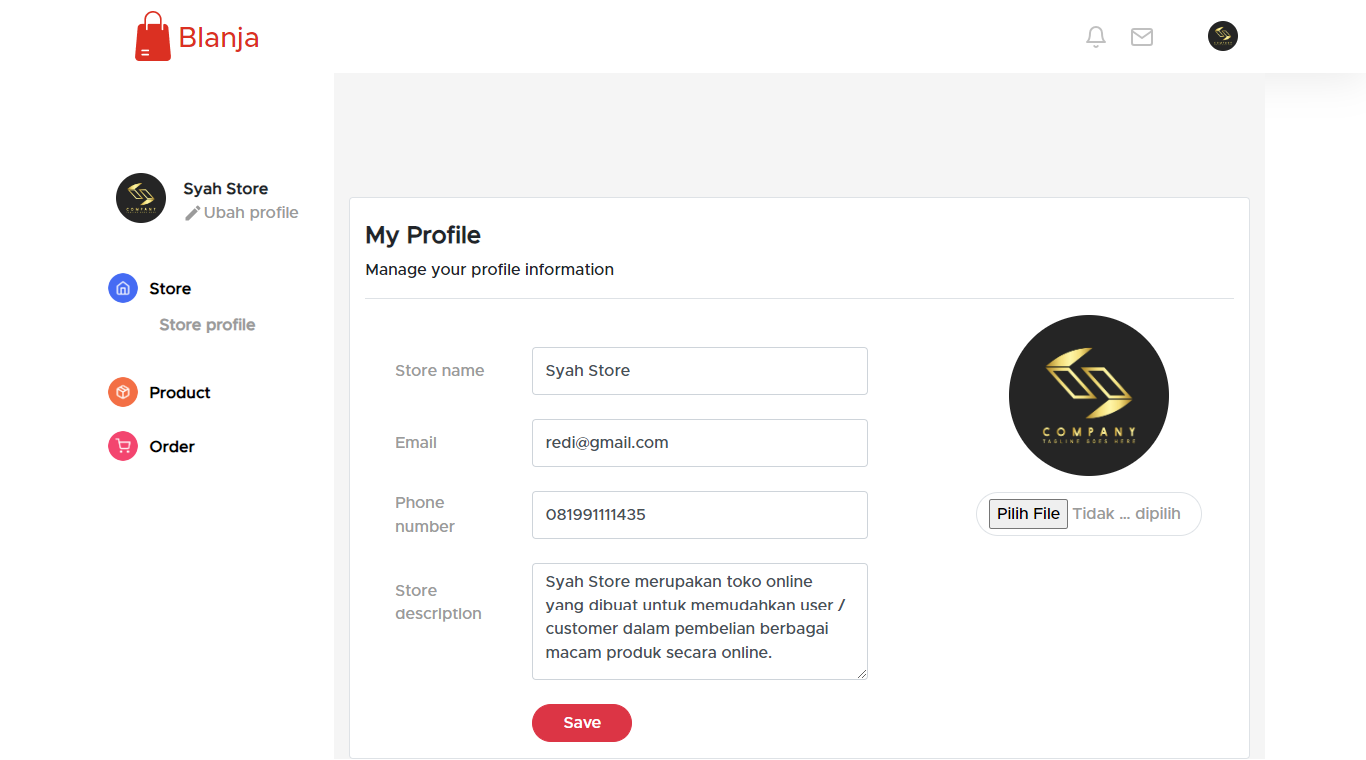 Blanja
Syah Store
Ubah profile
Store
Store profile
Product
Order
My Profile
Manage your profile information
Store name
Syah Store
Email
redi@gmail.com
Phone
number
081991111435
Store
description
Syah Store merupakan toko online
yang dibuat untuk memudahkan user /
customer dalam pembelian berbagai
macam produk secara online.
Save
COMPANY
TAGLINE GOES HERE
Pilih File Tidak ... dipilih